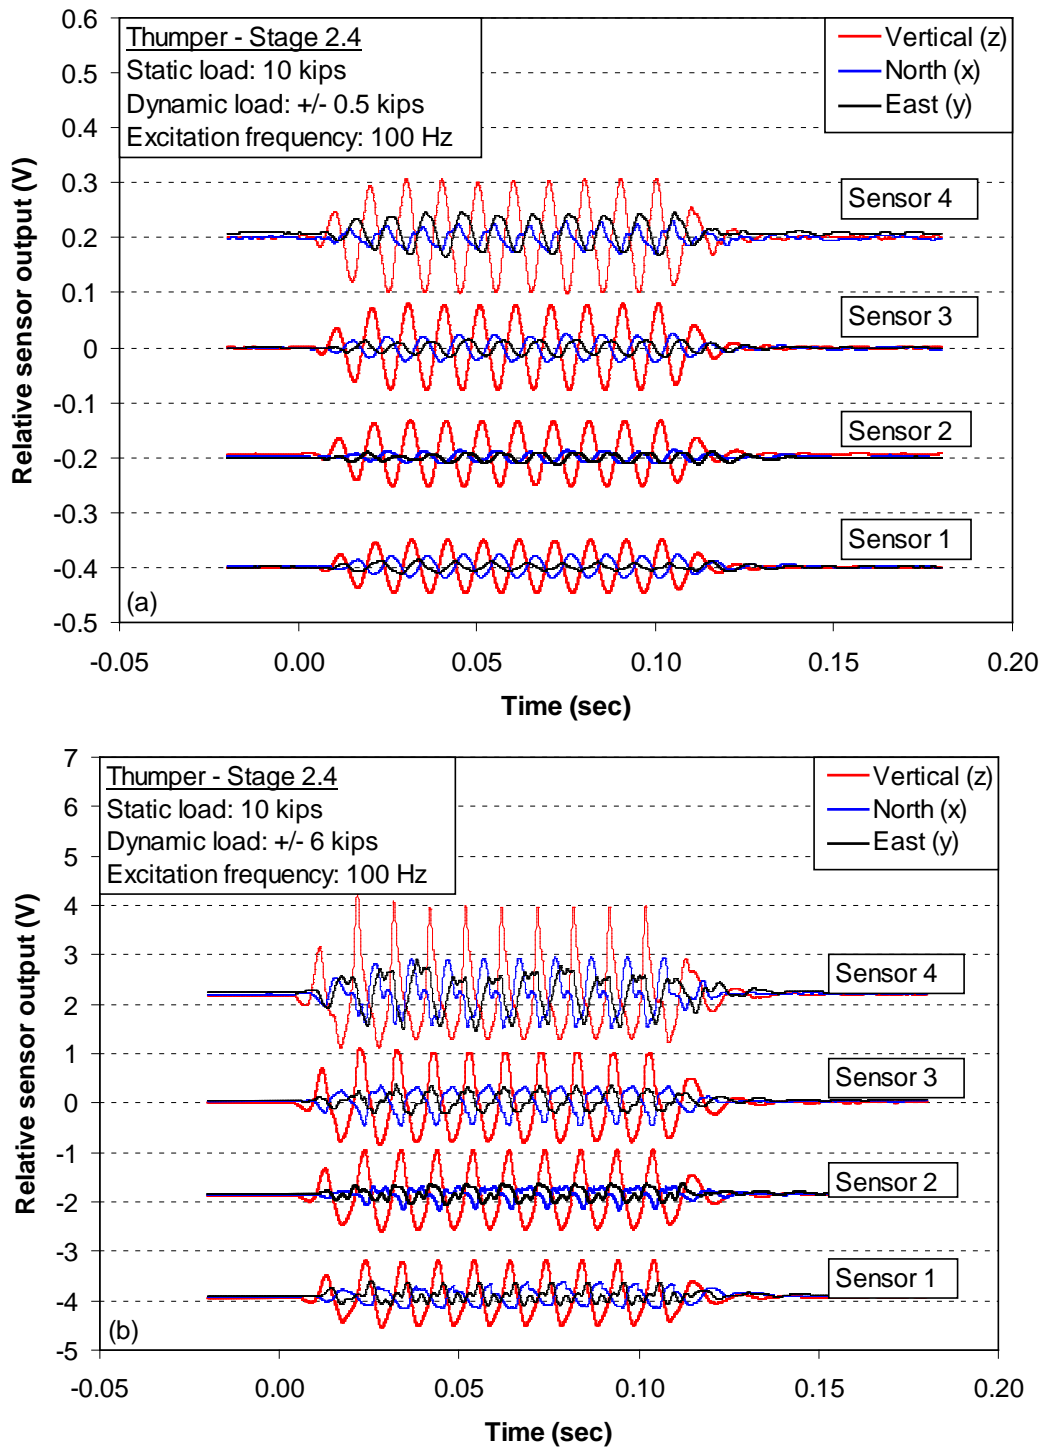 0.6
0.5
0.4
0.3
0.2
0.1
0
-0.1
-0.2
-0.3
-0.4
-0.5
Relative sensor output (V)
Thumper - Stage 2.4
Static load: 10 kips
Dynamic load: +/- 0.5 kips
Excitation frequency: 100 Hz
Vertical (z)
North (x)
East (y)
Sensor 4
Sensor 3
Sensor 2
Sensor 1
(a)
-0.05
0.00
0.05
0.10
0.15
0.20
Time (sec)
7
6
5
4
3
2
1
0
-1
-2
-3
-4
-5
Relative sensor output (V)
Thumper - Stage 2.4
Static load: 10 kips
Dynamic load: +/- 6 kips
Excitation frequency: 100 Hz
Vertical (z)
North (x)
East (y)
Sensor 4
Sensor 3
Sensor 2
Sensor 1
(b)
-0.05
0.00
0.05
0.10
0.15
0.20
Time (sec)